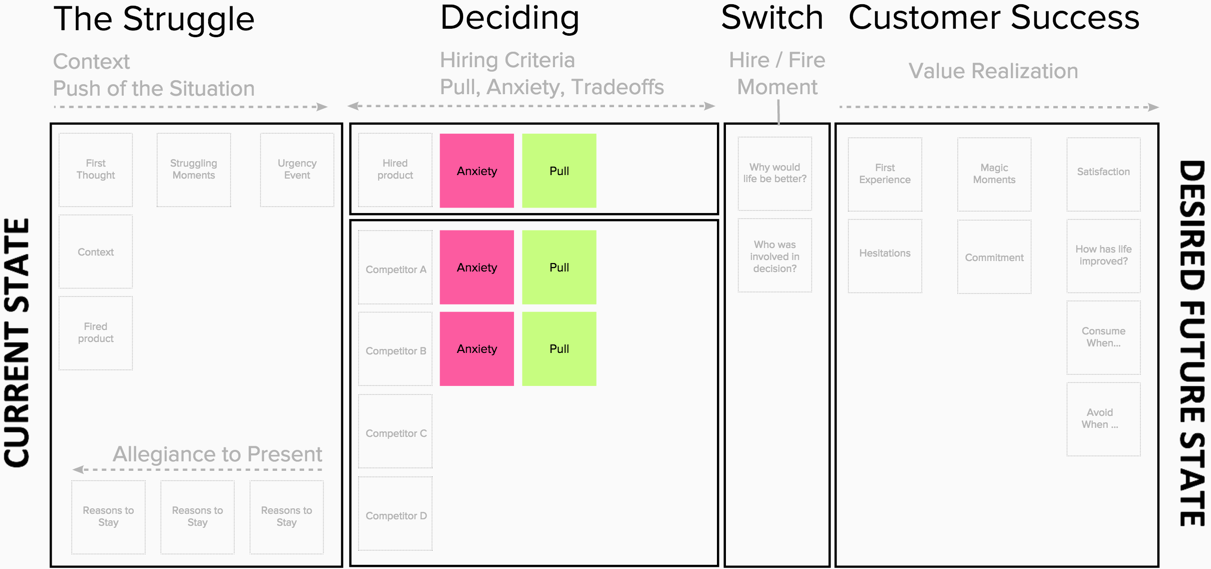 The Struggle
Deciding
Switch
Customer Success
Context
Push of the Situation
Hiring Criteria
Pull, Anxiety, Tradeoffs
Hire / Fire
Moment
Value Realization
CURRENT STATE
First
Thought
Struggling
Moments
Urgency
Event
Context
Fired
product
Allegiance to Present
Reasons to
Stay
Reasons to
Stay
Reasons to
Stay
Hired
product
Anxiety
Pull
Competitor A
Anxiety
Pull
Competitor B
Anxiety
Pull
Competitor C
Competitor D
Why would
life be better?
Who was
involved in
decision?
First
Experience
Magic
Moments
Satisfaction
Hesitations
Commitment
How has life
improved?
Consume
When...
Avoid
When ...
DESIRED FUTURE STATE